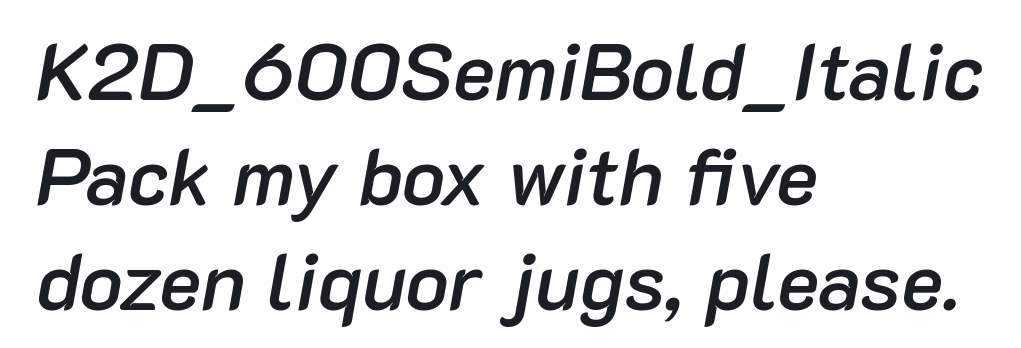 K2D_600SemiBold_Italic
Pack my box with five
dozen liquor jugs, please.